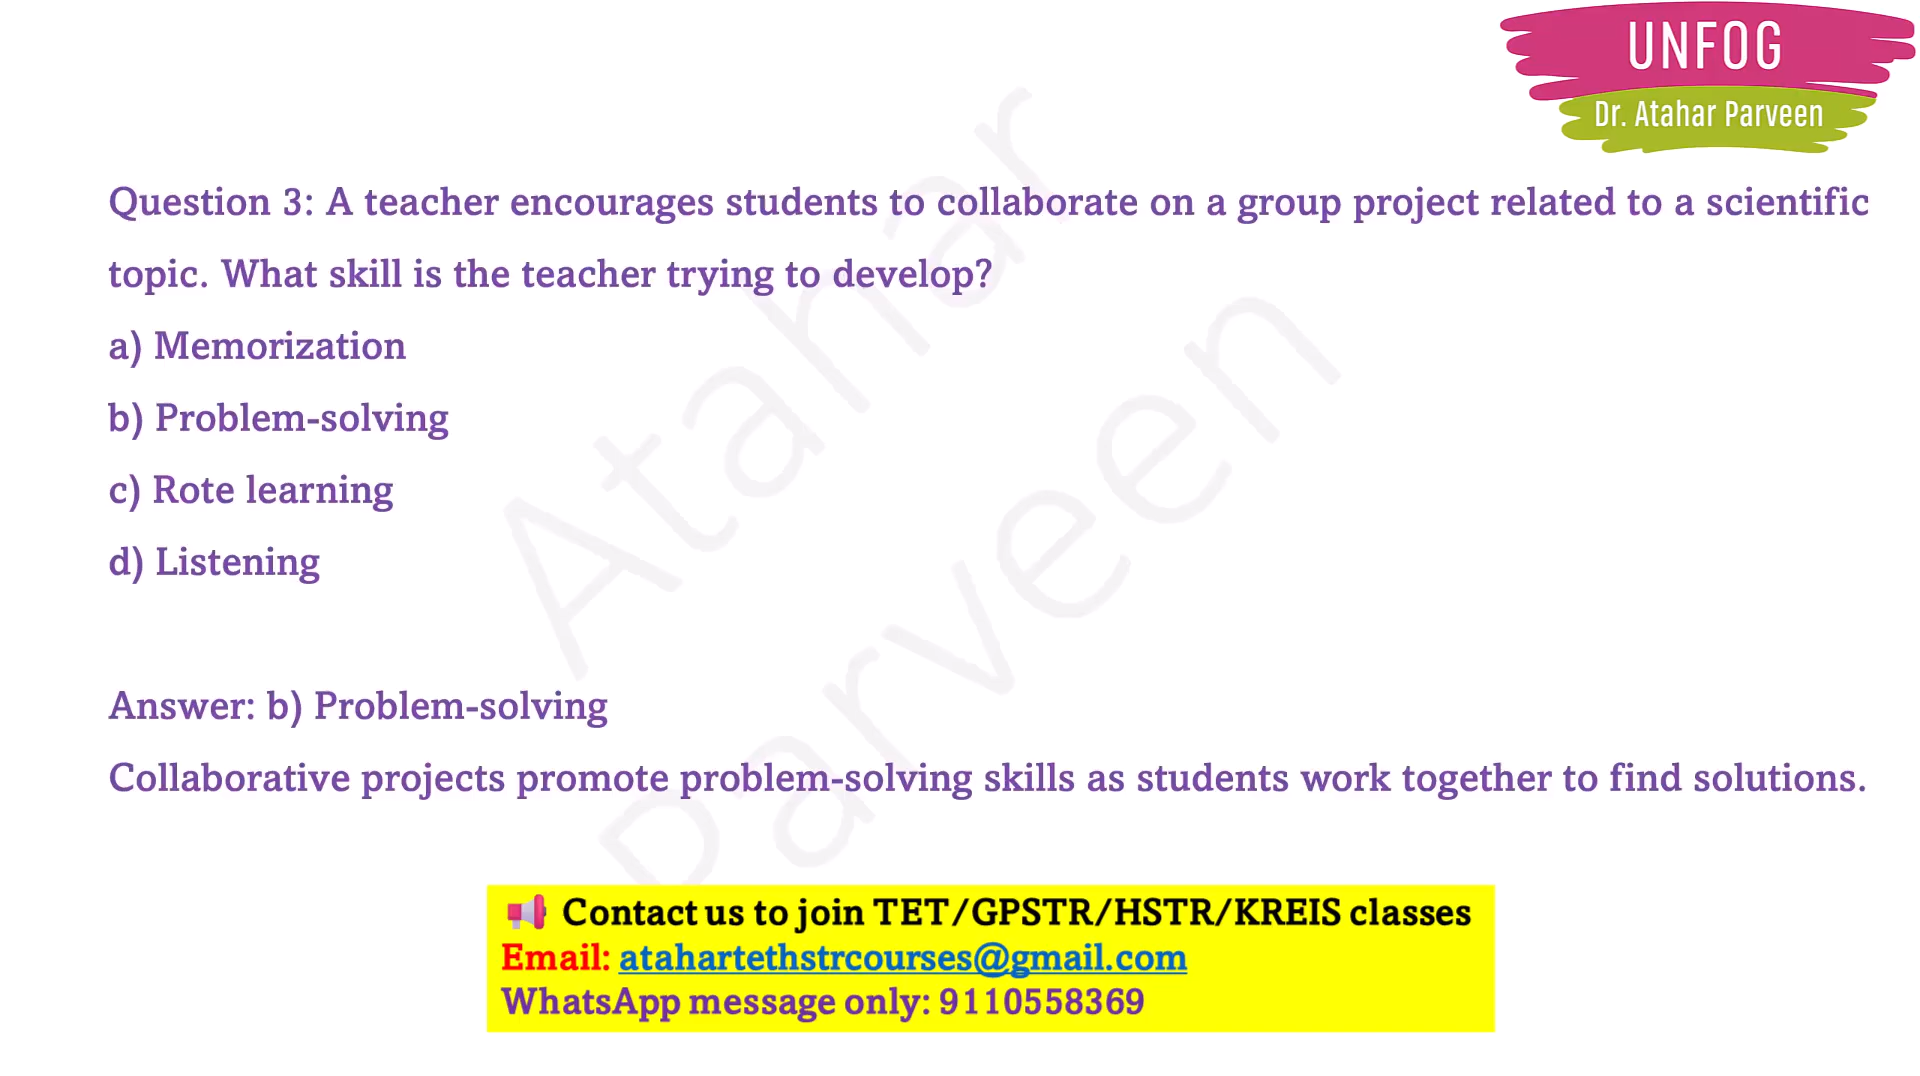 UNFOG
Dr. Atahar Parveen
Question 3: A teacher encourages students to collaborate on a group project related to a scientific
topic. What skill is the teacher trying to develop?
a) Memorization
b) Problem-solving
c) Rote learning
d) Listening
Answer: b) Problem-solving
Collaborative projects promote problem-solving skills as students work together to find solutions.
Atahar
Parveen
Contact us to join TET/GPSTR/HSTR/KREIS classes
Email: atahartethstrcourses@gmail.com
WhatsApp message only: 9110558369